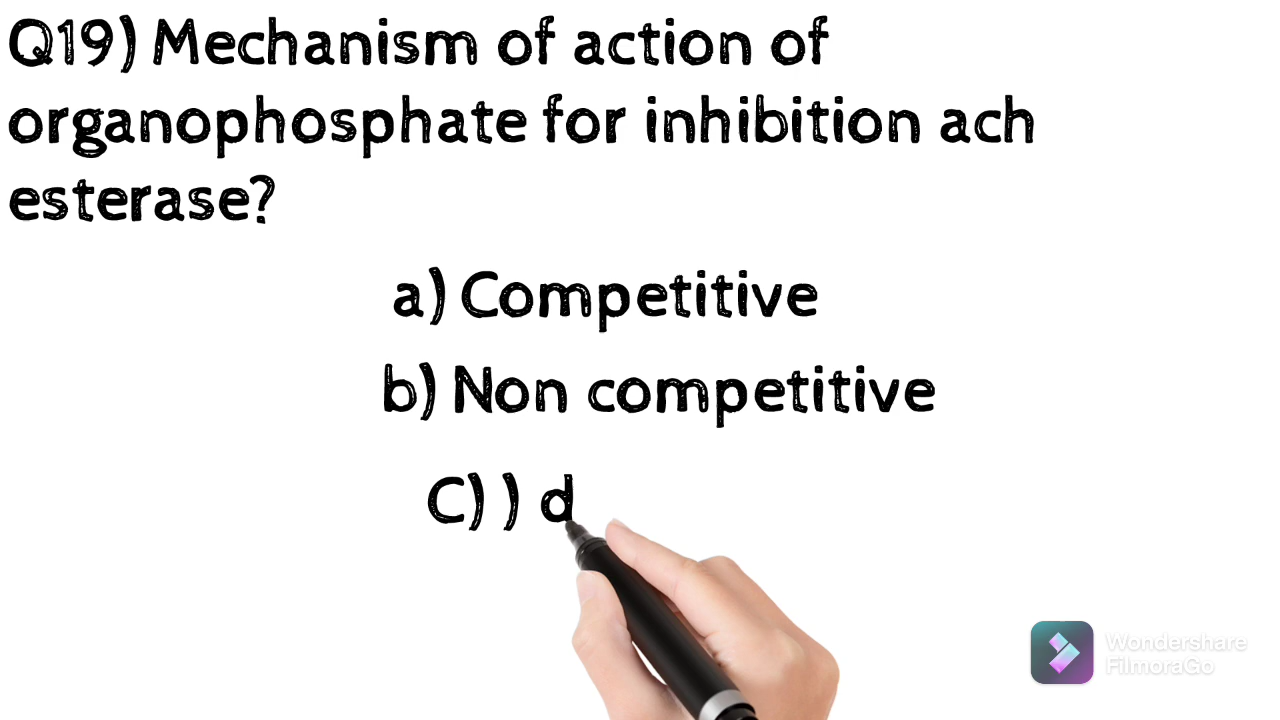 Q19) Mechanism of action of
organophosphate for inhibition ach
esterase?
a) Competitive
b) Non competitive
C) ) d
Wondershare
FilmoraGo